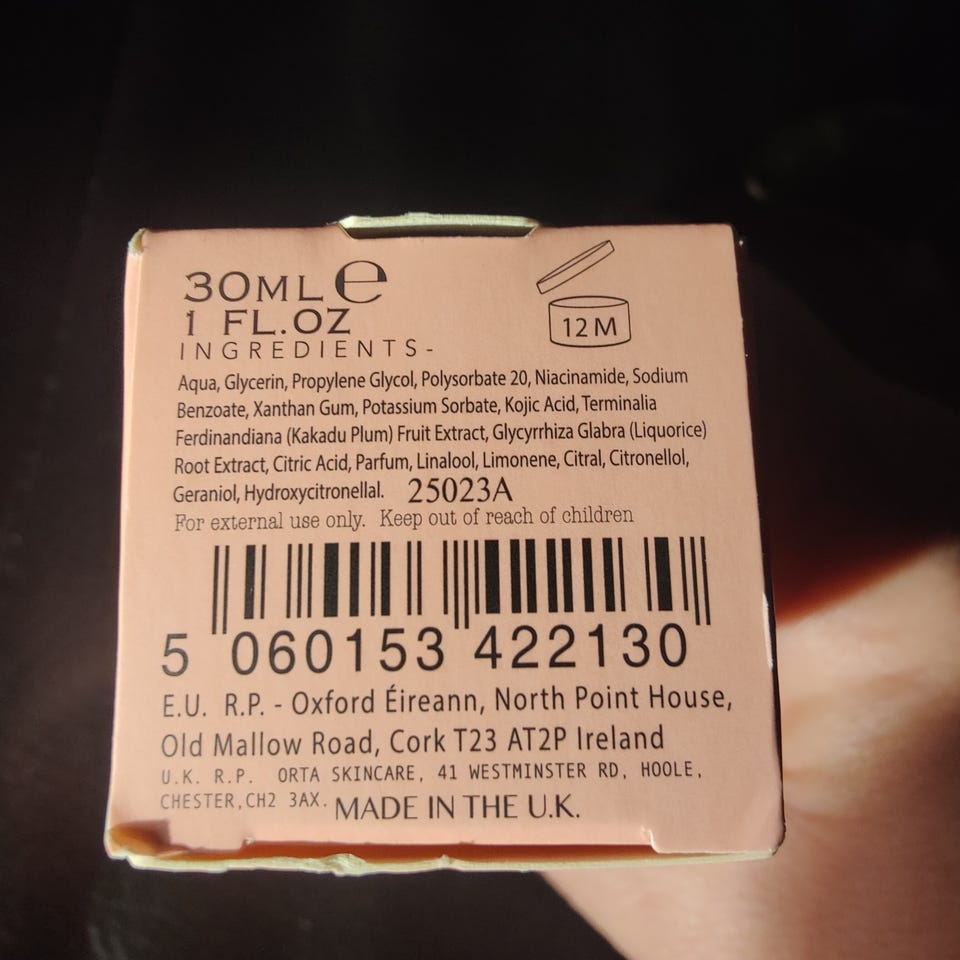 30ML e
1 FL.OZ
12 M
INGREDIENTS-
Aqua, Glycerin, Propylene Glycol, Polysorbate 20, Niacinamide, Sodium
Benzoate, Xanthan Gum, Potassium Sorbate, Kojic Acid, Terminalia
Ferdinandiana (Kakadu Plum) Fruit Extract, Glycyrrhiza Glabra (Liquorice)
Root Extract, Citric Acid, Parfum, Linalool, Limonene, Citral, Citronellol,
Geraniol, Hydroxycitronellal. 25023A
For external use only. Keep out of reach of children
5 060153 422130
E.U. R.P. - Oxford Éireann, North Point House,
Old Mallow Road, Cork T23 AT2P Ireland
U.K. R.P. ORTA SKINCARE, 41 WESTMINSTER RD, HOOLE,
CHESTER,CH2 3AX. MADE IN THE U.K.